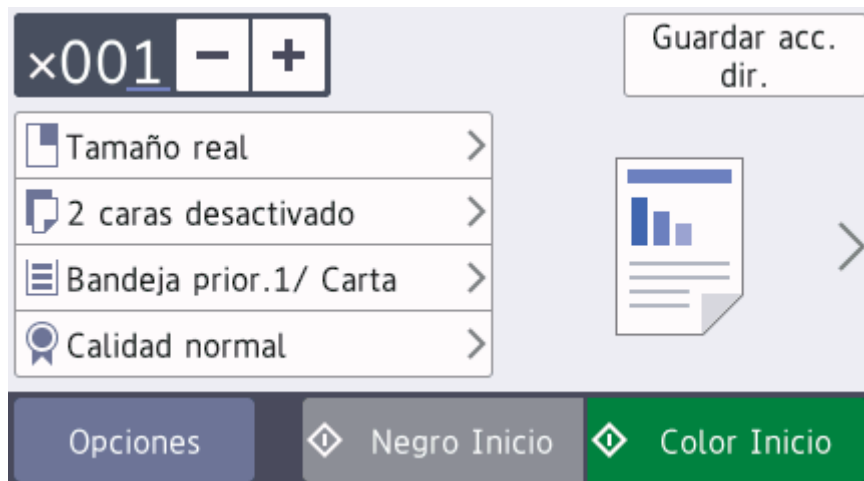 ×001 − +
Guardar acc.
dir.
Tamaño real
2 caras desactivado
Bandeja prior.1/ Carta
Calidad normal
Opciones
Negro Inicio
Color Inicio